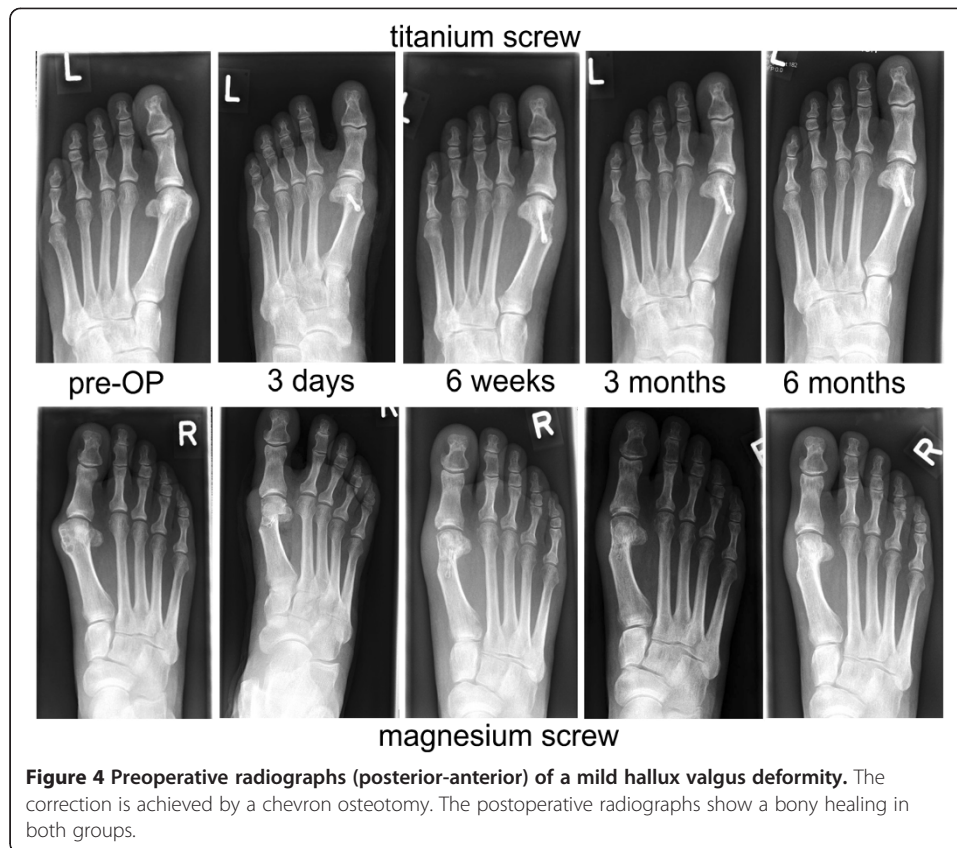 titanium screw
L
L
L
L
pre-OP
3 days
6 weeks
3 months
6 months
R
R
R
R
R
magnesium screw
Figure 4 Preoperative radiographs (posterior-anterior) of a mild hallux valgus deformity. The
correction is achieved by a chevron osteotomy. The postoperative radiographs show a bony healing in
both groups.